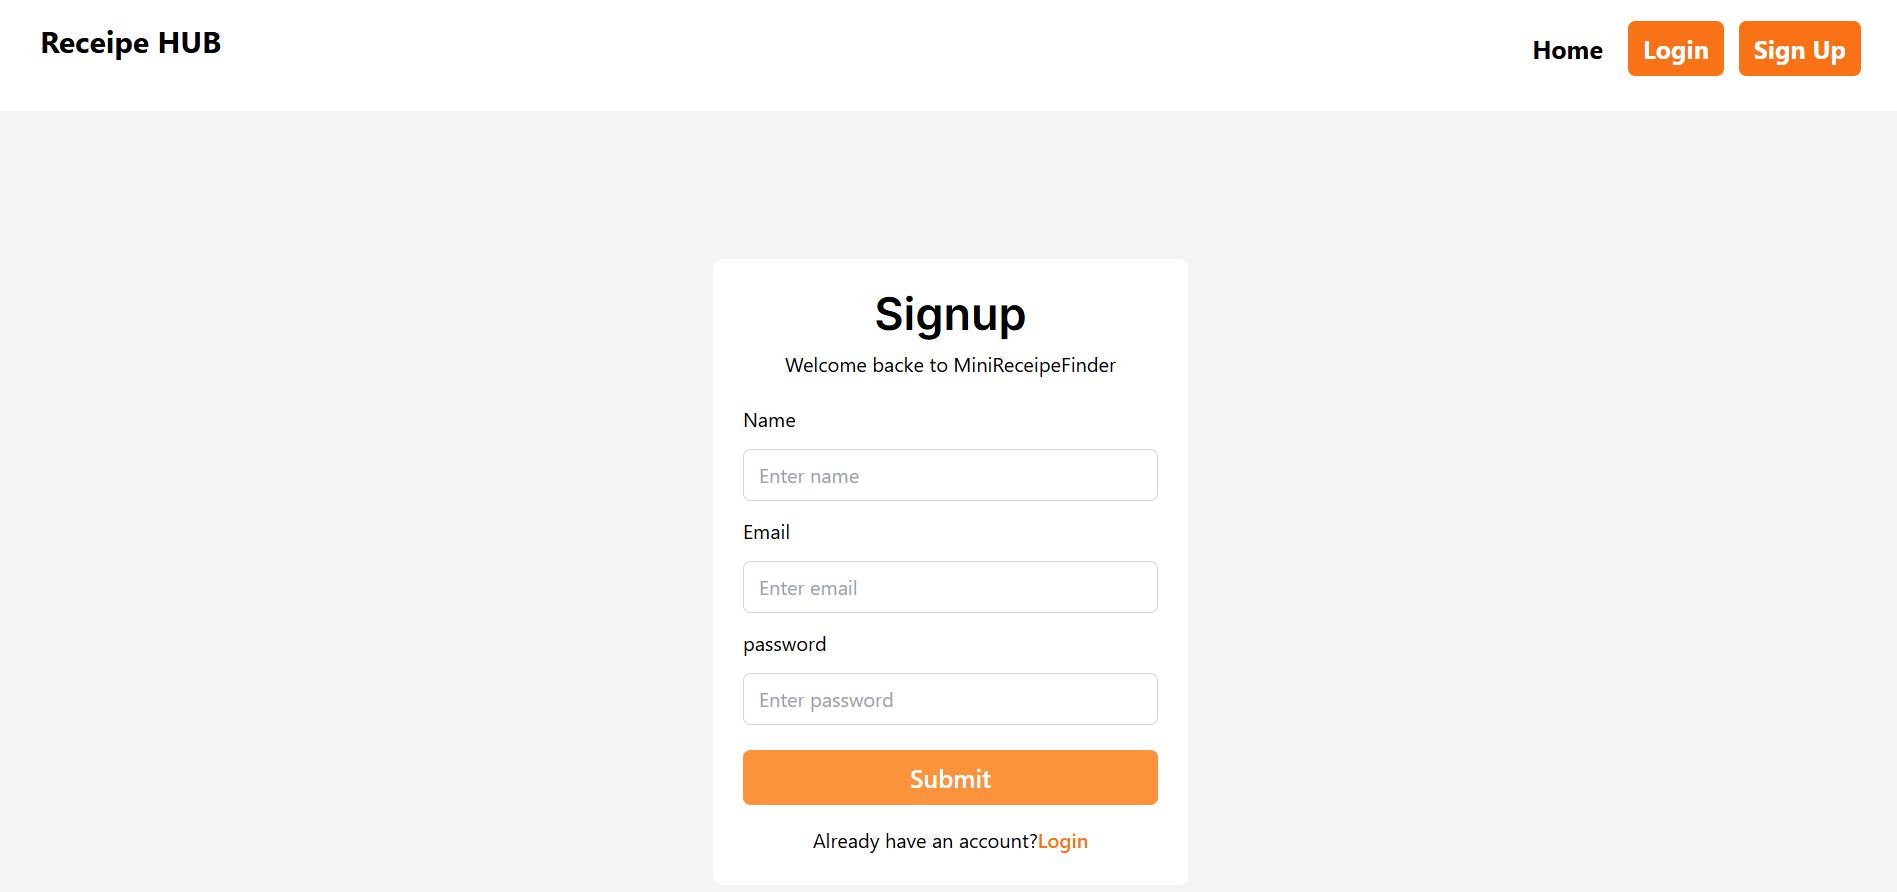 Receipe HUB
Home Login Sign Up
Signup
Welcome backe to MiniReceipeFinder
Name
Enter name
Email
Enter email
password
Enter password
Submit
Already have an account?Login